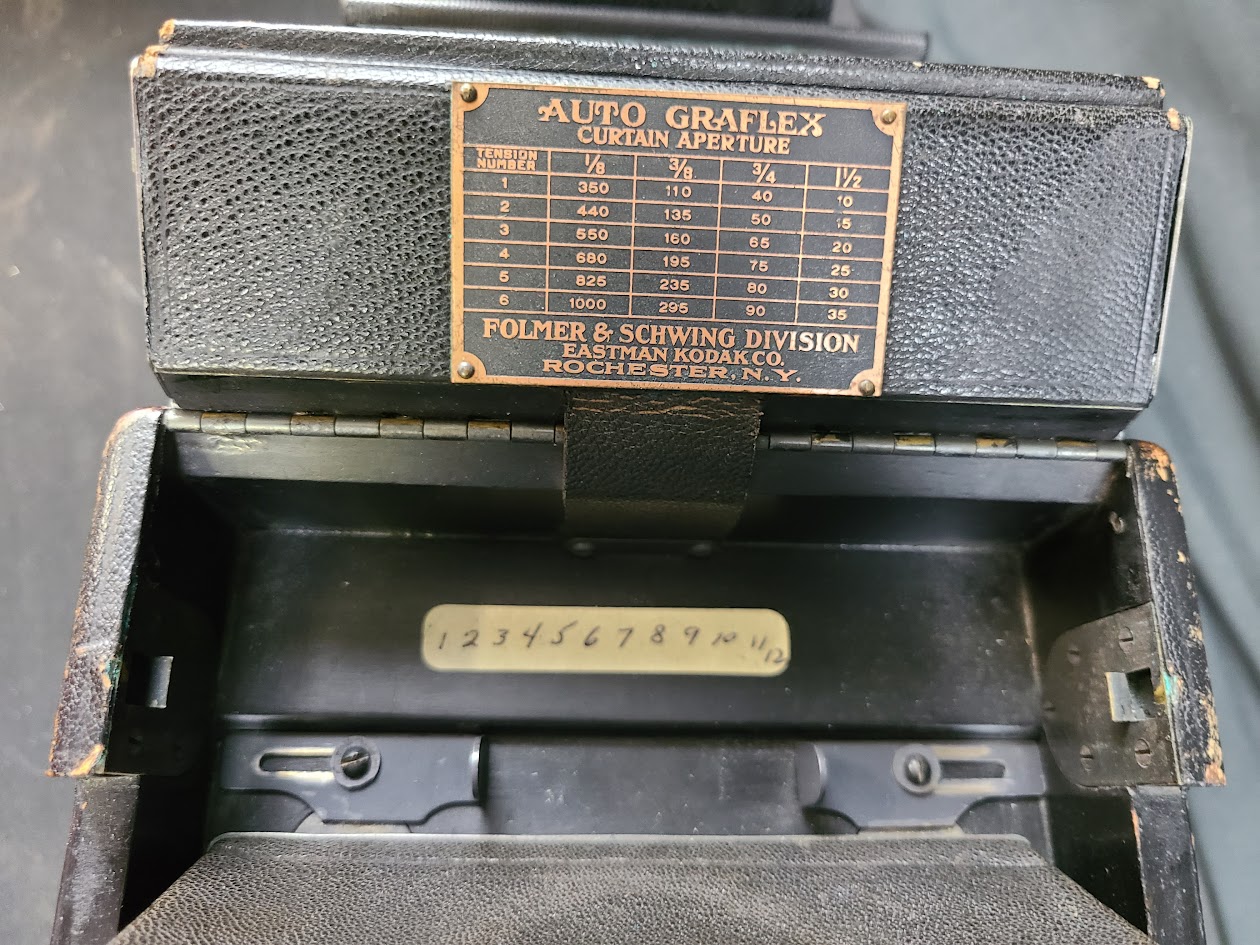 AUTO GRAFLEX
CURTAIN APERTURE
TENSION NUMBER 1/8 3/8 3/4 1 1/2
1 350 110 40 10
2 440 135 50 15
3 550 160 65 20
4 680 195 75 25
5 825 235 80 30
6 1000 295 90 35
FOLMER & SCHWING DIVISION
EASTMAN KODAK CO.
ROCHESTER, N.Y.
1 2 3 4 5 6 7 8 9 10 11
12